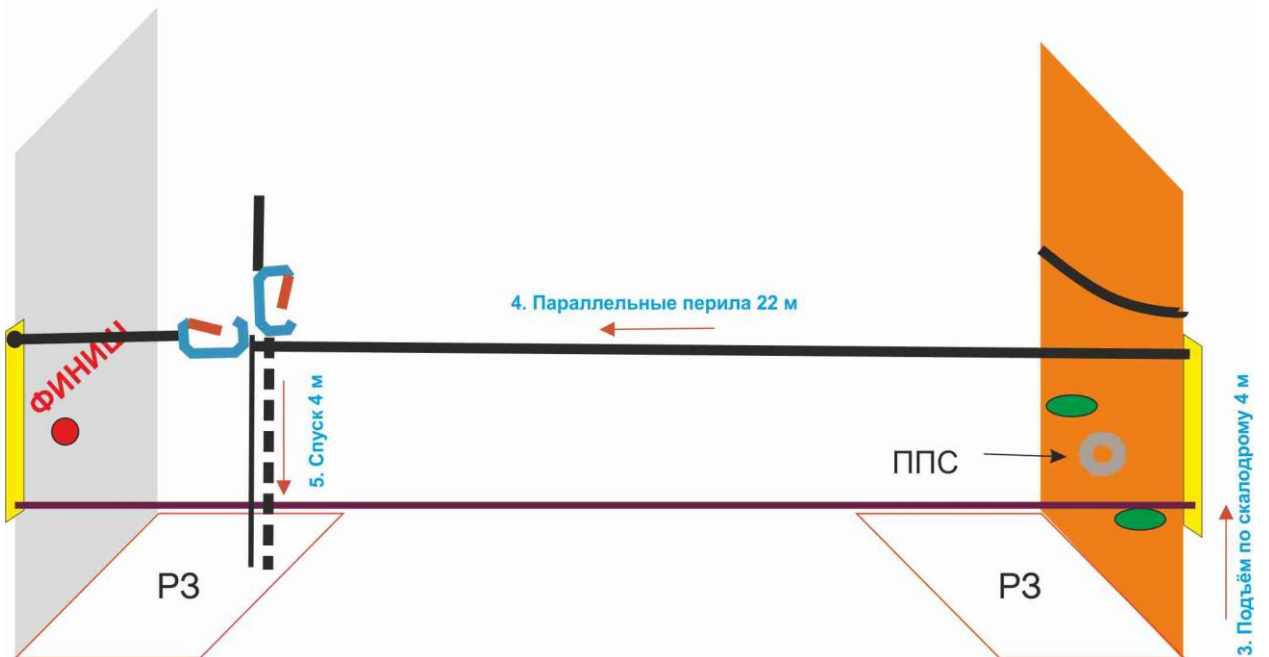 4. Параллельные перила 22 м
ФИНИШ
5. Спуск 4 м
ППС
3. Подъём по скалодрому 4 м
РЗ
РЗ